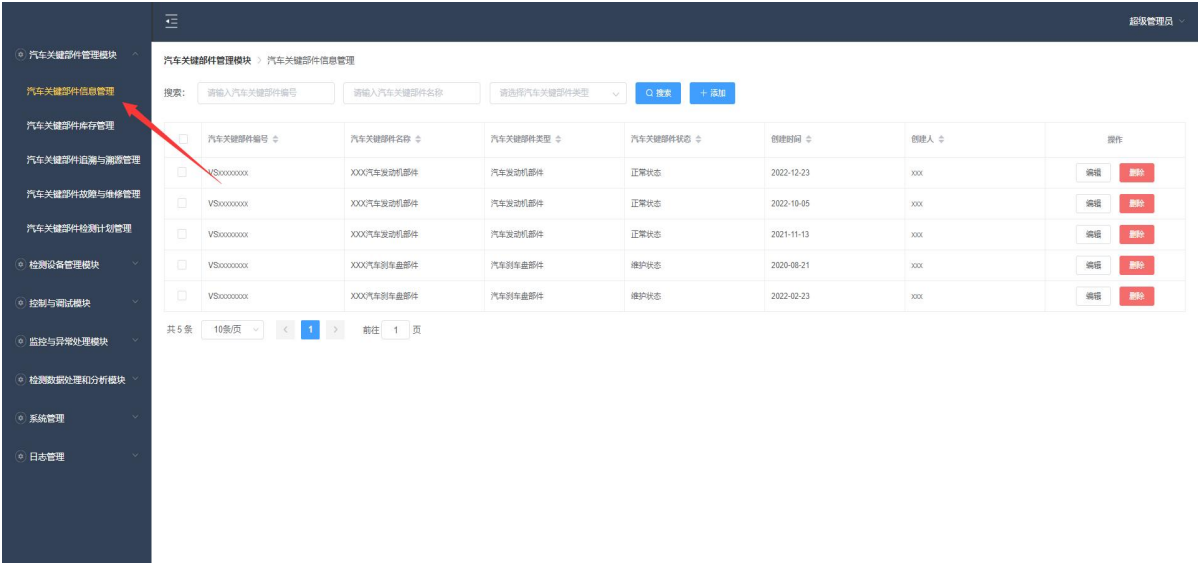 超级管理员
汽车关键部件管理模块
汽车关键部件信息管理
汽车关键部件库存管理
汽车关键部件追溯与溯源管理
汽车关键部件故障与维修管理
汽车关键部件检测计划管理
检测设备管理模块
控制与调试模块
监控与异常处理模块
检测数据处理和分析模块
系统管理
日志管理
汽车关键部件管理模块 > 汽车关键部件信息管理
搜索: 请输入汽车关键部件编号 请输入汽车关键部件名称 请选择汽车关键部件类型 搜索 + 添加
汽车关键部件编号 汽车关键部件名称 汽车关键部件类型 汽车关键部件状态 创建时间 创建人 操作
VSxxxxxxxx XXX汽车发动机部件 汽车发动机部件 正常状态 2022-12-23 xxx 编辑 删除
VSxxxxxxxx XXX汽车发动机部件 汽车发动机部件 正常状态 2022-10-05 xxx 编辑 删除
VSxxxxxxxx XXX汽车发动机部件 汽车发动机部件 正常状态 2021-11-13 xxx 编辑 删除
VSxxxxxxxx XXX汽车刹车盘部件 汽车刹车盘部件 维护状态 2020-08-21 xxx 编辑 删除
VSxxxxxxxx XXX汽车刹车盘部件 汽车刹车盘部件 维护状态 2022-02-23 xxx 编辑 删除
共 5 条 10条/页 < 1 > 前往 1 页